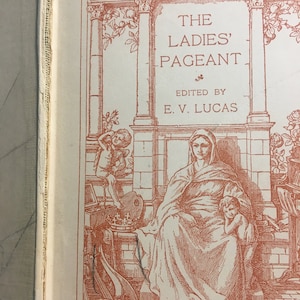 THE
LADIES'
PAGEANT
EDITED BY
E. V. LUCAS